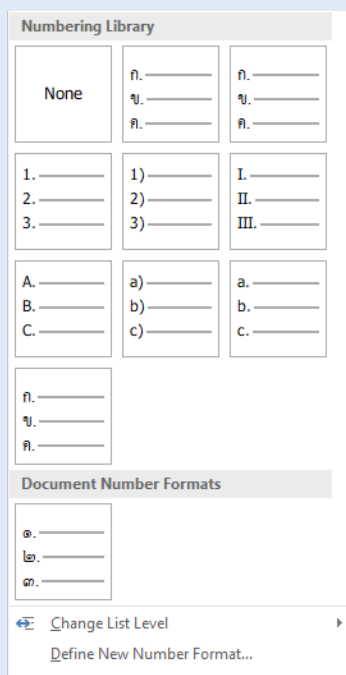 Numbering Library
None
ก.
ข.
ค.
ก.
ข.
ค.
1.
2.
3.
1)
2)
3)
I.
II.
III.
A.
B.
C.
a)
b)
c)
a.
b.
c.
ก.
ข.
ค.
Document Number Formats
๑.
๒.
๓.
Change List Level
Define New Number Format...